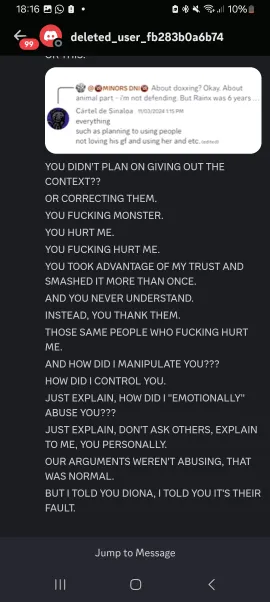 18:16
10%
99
deleted_user_fb283b0a6b74
OR THIS.
@🔞MINORS DNI🔞 About doxxing? Okay. About
animal part - i'm not defending. But Rainx was 6 years ...
Cártel de Sinaloa 11/03/2024 1:15 PM
everything
such as planning to use people
not loving his gf and using her and etc. (edited)
YOU DIDN'T PLAN ON GIVING OUT THE
CONTEXT??
OR CORRECTING THEM.
YOU FUCKING MONSTER.
YOU HURT ME.
YOU FUCKING HURT ME.
YOU TOOK ADVANTAGE OF MY TRUST AND
SMASHED IT MORE THAN ONCE.
AND YOU NEVER UNDERSTAND.
INSTEAD, YOU THANK THEM.
THOSE SAME PEOPLE WHO FUCKING HURT
ME.
AND HOW DID I MANIPULATE YOU???
HOW DID I CONTROL YOU.
JUST EXPLAIN, HOW DID I "EMOTIONALLY"
ABUSE YOU???
JUST EXPLAIN, DON'T ASK OTHERS, EXPLAIN
TO ME, YOU PERSONALLY.
OUR ARGUMENTS WEREN'T ABUSING, THAT
WAS NORMAL.
BUT I TOLD YOU DIONA, I TOLD YOU IT'S THEIR
FAULT.
Jump to Message